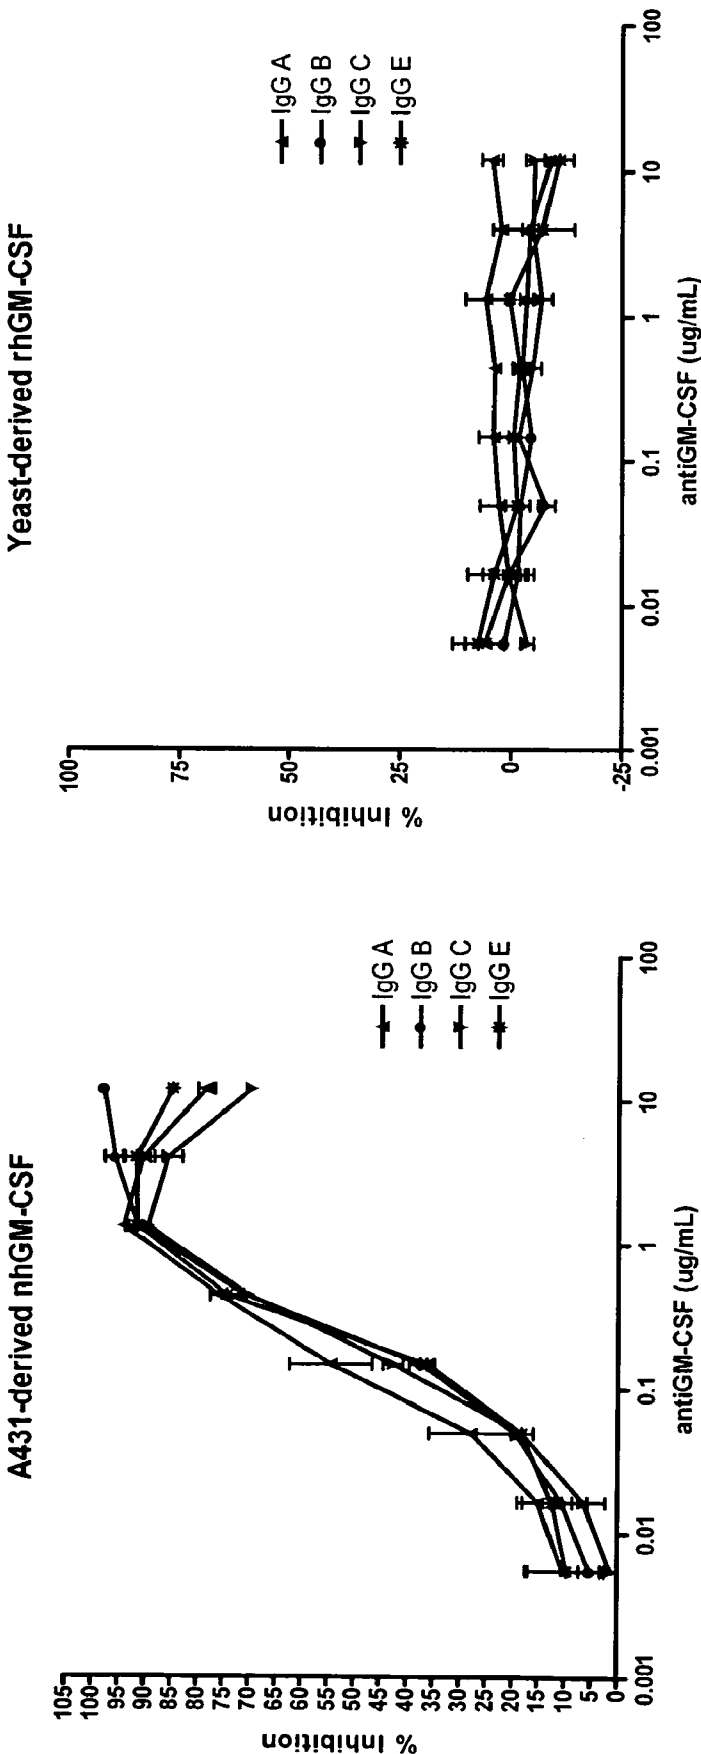 A431-derived nhGM-CSF
% Inhibition
105
100
95
90
85
80
75
70
65
60
55
50
45
40
35
30
25
20
15
10
5
0
0.001
0.01
0.1
1
10
100
antiGM-CSF (ug/mL)
IgG A
IgG B
IgG C
IgG E
Yeast-derived rhGM-CSF
% Inhibition
100
75
50
25
0
-25
0.001
0.01
0.1
1
10
100
antiGM-CSF (ug/mL)
IgG A
IgG B
IgG C
IgG E